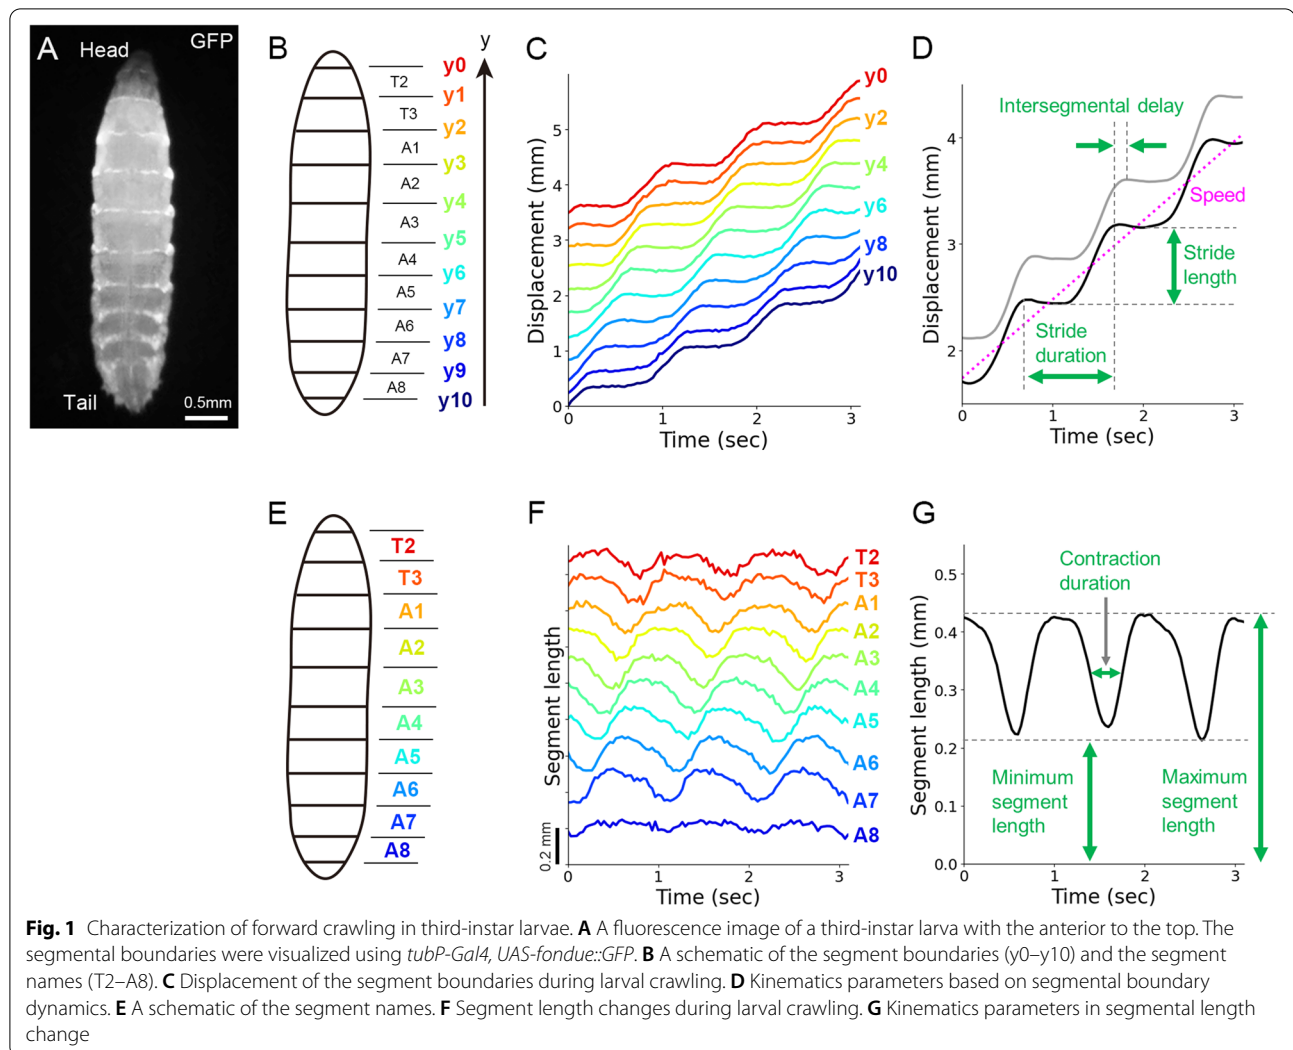 A
Head
GFP
Tail
0.5mm
B
y
T2
T3
A1
A2
A3
A4
A5
A6
A7
A8
y0
y1
y2
y3
y4
y5
y6
y7
y8
y9
y10
C
Displacement (mm)
5
4
3
2
1
0
0 1 2 3
Time (sec)
y0
y2
y4
y6
y8
y10
D
Intersegmental delay
Speed
Stride
length
Stride
duration
Displacement (mm)
4
3
2
0 1 2 3
Time (sec)
E
T2
T3
A1
A2
A3
A4
A5
A6
A7
A8
F
Segment length
0.2 mm
T2
T3
A1
A2
A3
A4
A5
A6
A7
A8
0 1 2 3
Time (sec)
G
Contraction
duration
Segment length (mm)
0.5
0.4
0.3
0.2
0.1
0.0
Minimum
segment
length
Maximum
segment
length
0 1 2 3
Time (sec)
Fig. 1 Characterization of forward crawling in third-instar larvae. A A fluorescence image of a third-instar larva with the anterior to the top. The
segmental boundaries were visualized using tubP-Gal4, UAS-fondue::GFP. B A schematic of the segment boundaries (y0–y10) and the segment
names (T2–A8). C Displacement of the segment boundaries during larval crawling. D Kinematics parameters based on segmental boundary
dynamics. E A schematic of the segment names. F Segment length changes during larval crawling. G Kinematics parameters in segmental length
change